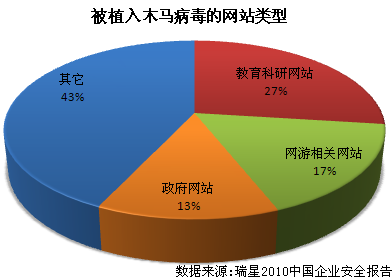 被植入木马病毒的网站类型
其它
43%
教育科研网站
27%
网游相关网站
17%
政府网站
13%
数据来源:瑞星2010中国企业安全报告